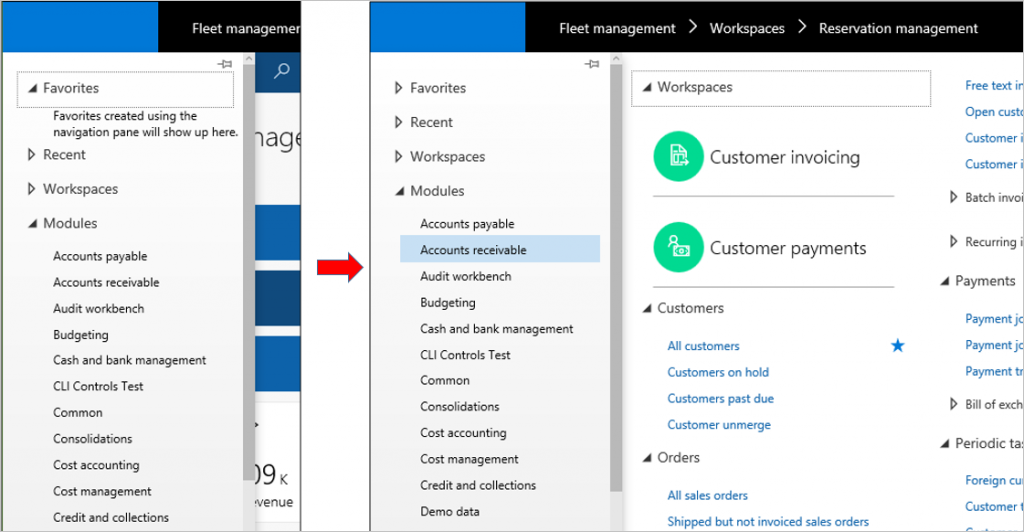 Fleet managemen
Favorites
Favorites created using the
navigation pane will show up here.
Recent
Workspaces
Modules
Accounts payable
Accounts receivable
Audit workbench
Budgeting
Cash and bank management
CLI Controls Test
Common
Consolidations
Cost accounting
Cost management
Credit and collections
nage
09 K
evenue
Fleet management > Workspaces > Reservation management
Favorites
Recent
Workspaces
Modules
Accounts payable
Accounts receivable
Audit workbench
Budgeting
Cash and bank management
CLI Controls Test
Common
Consolidations
Cost accounting
Cost management
Credit and collections
Demo data
Workspaces
Customer invoicing
Customer payments
Customers
All customers
Customers on hold
Customers past due
Customer unmerge
Orders
All sales orders
Shipped but not invoiced sales orders
Free text in
Open custo
Customer i
Customer i
Batch invoi
Recurring i
Payments
Payment jo
Payment jo
Payment tr
Bill of exch
Periodic tas
Foreign cur
Customer t